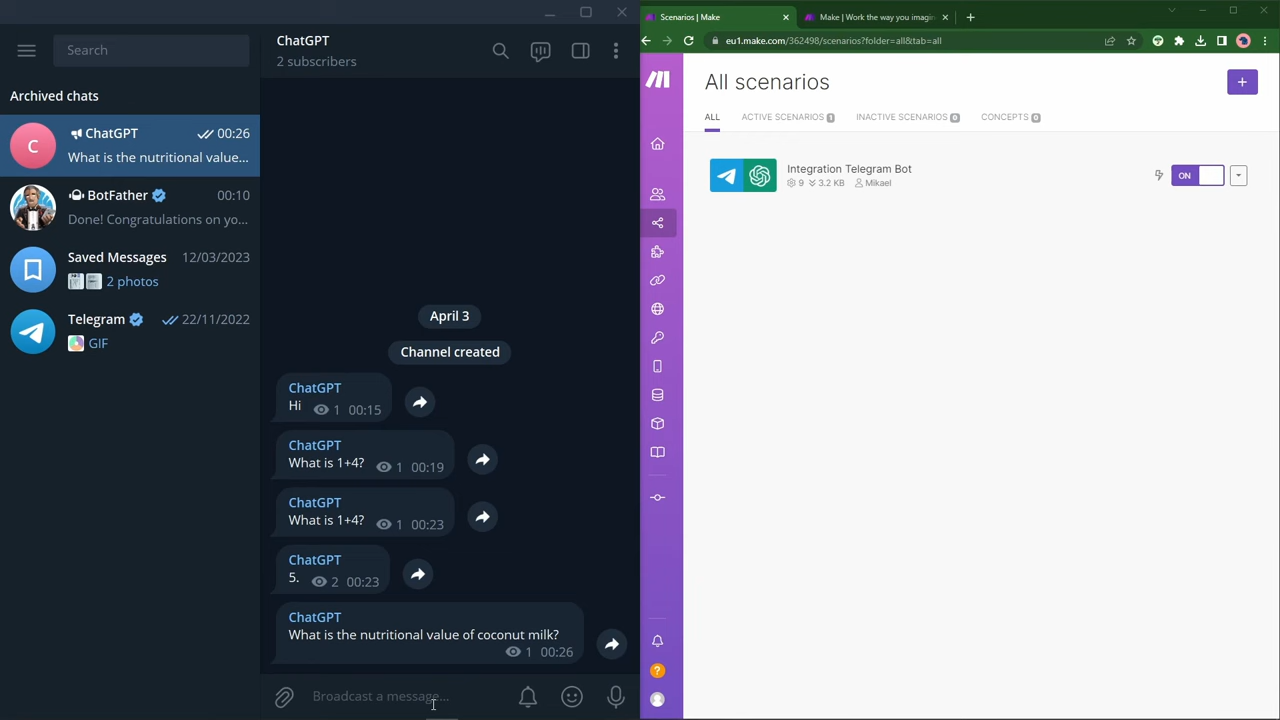 Search
Archived chats
C
ChatGPT
00:26
What is the nutritional value...
BotFather
00:10
Done! Congratulations on yo...
Saved Messages
12/03/2023
2 photos
Telegram
22/11/2022
GIF
ChatGPT
2 subscribers
April 3
Channel created
ChatGPT
Hi 1 00:15
ChatGPT
What is 1+4? 1 00:19
ChatGPT
What is 1+4? 1 00:23
ChatGPT
5. 2 00:23
ChatGPT
What is the nutritional value of coconut milk?
1 00:26
Broadcast a message...
Scenarios | Make
Make | Work the way you imagin
eu1.make.com/362498/scenarios?folder=all&tab=all
All scenarios
ALL
ACTIVE SCENARIOS 1
INACTIVE SCENARIOS 0
CONCEPTS 0
Integration Telegram Bot
9 3.2 KB Mikael
ON